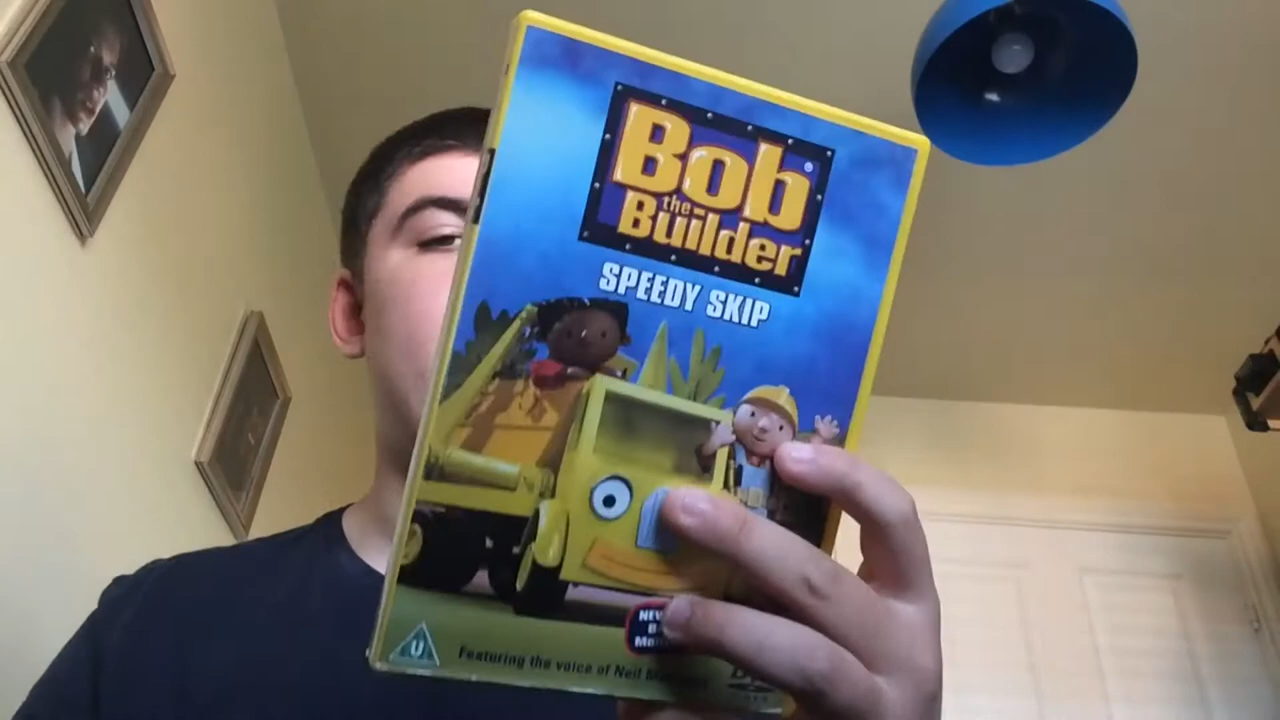 Bob
the
Builder
SPEEDY SKIP
U
Featuring the voice of Neil